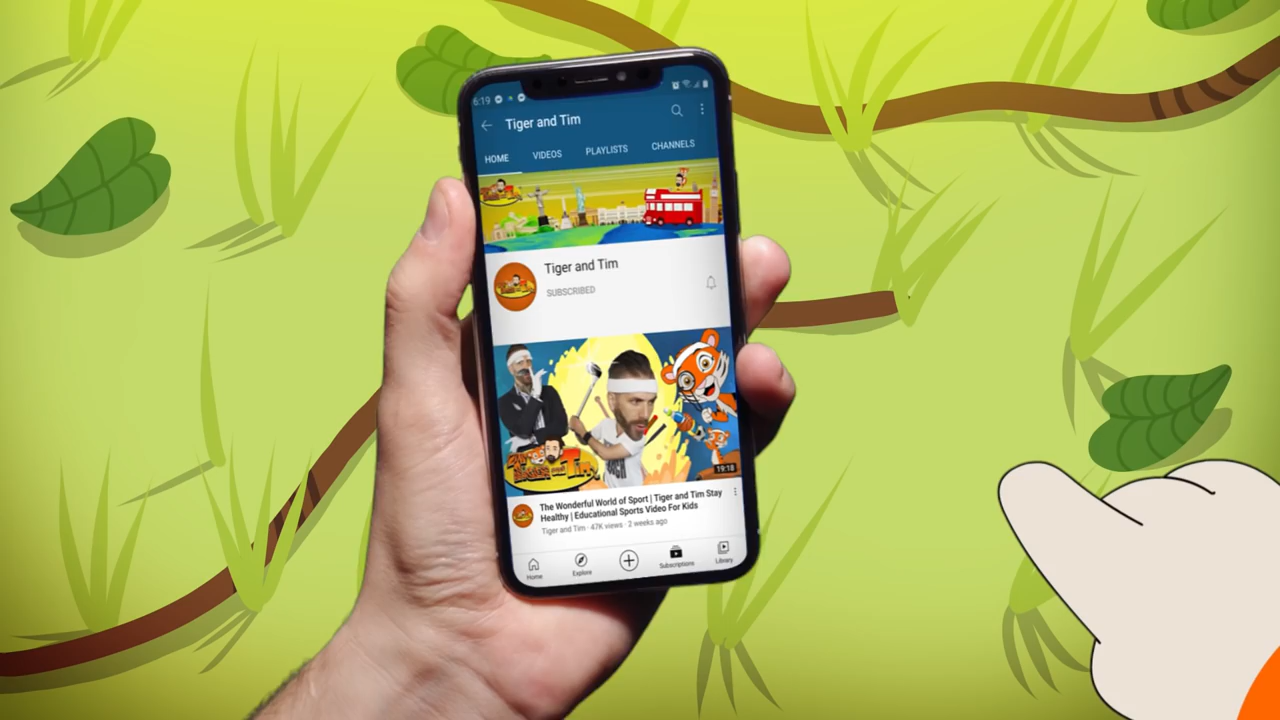 6:19
Tiger and Tim
HOME VIDEOS PLAYLISTS CHANNELS
Tiger and Tim
SUBSCRIBED
19:18
The Wonderful World of Sport | Tiger and Tim Stay
Healthy | Educational Sports Video For Kids
Tiger and Tim · 47K views · 2 weeks ago
Home Explore Subscriptions Library